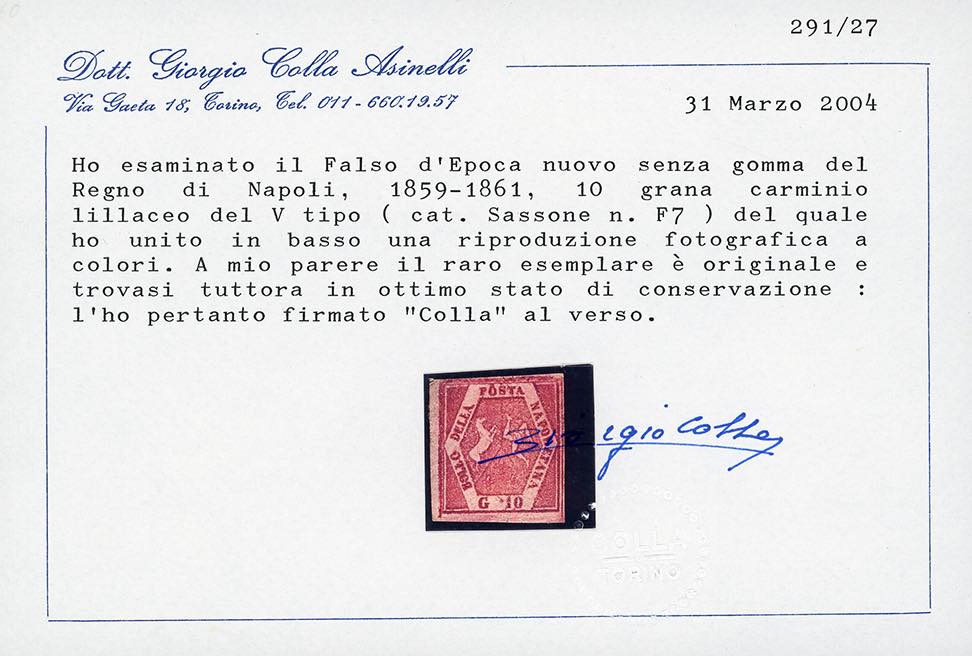 291/27
Dott. Giorgio Colla Asinelli
Via Gaeta 18, Torino, Tel. 011-660.19.57
31 Marzo 2004
Ho esaminato il Falso d'Epoca nuovo senza gomma del
Regno di Napoli, 1859-1861, 10 grana carminio
lillaceo del V tipo ( cat. Sassone n. F7 ) del quale
ho unito in basso una riproduzione fotografica a
colori. A mio parere il raro esemplare è originale e
trovasi tuttora in ottimo stato di conservazione :
l'ho pertanto firmato "Colla" al verso.
BOLLO DELLA POSTA NAPOLETANA
G 10
Giorgio Colla
COLLA
TORINO